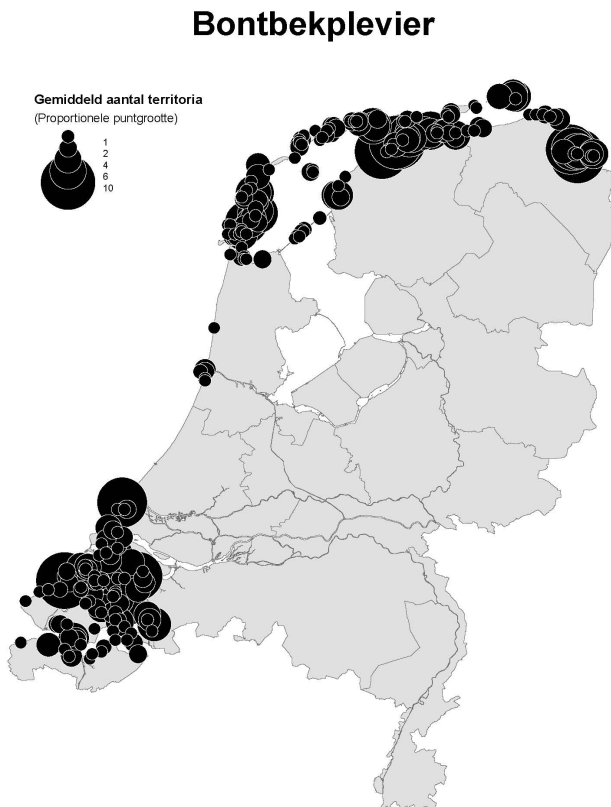 Bontbekplevier
Gemiddeld aantal territoria
(Proportionele puntgrootte)
1
2
4
6
10